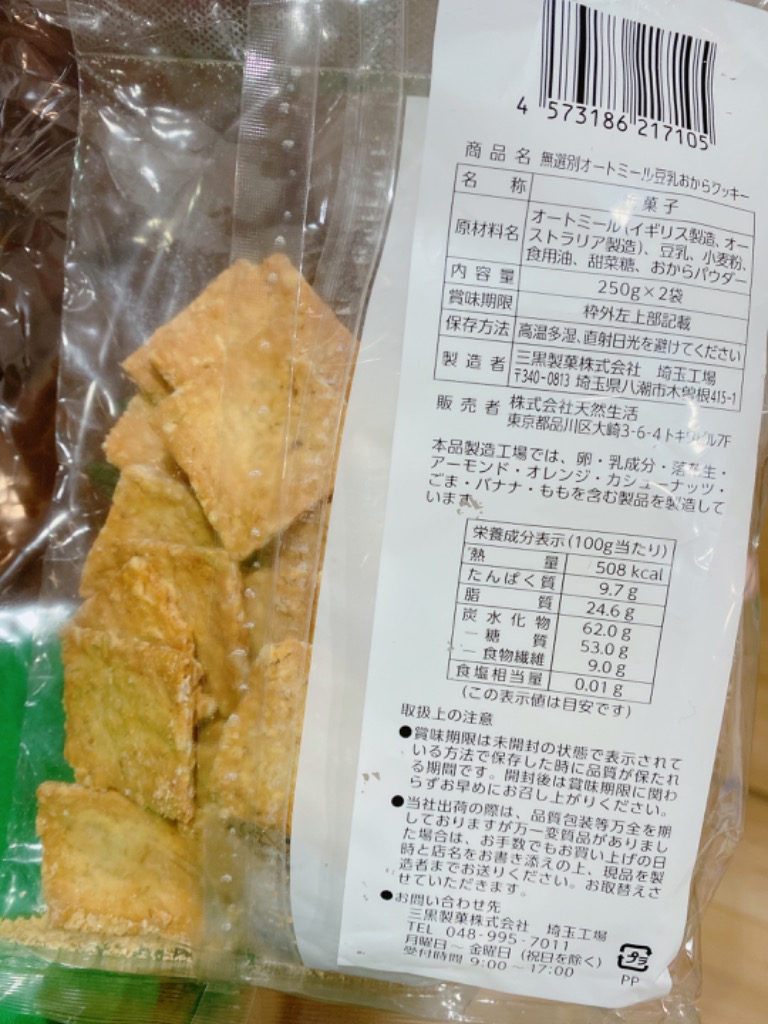 4 573186 217105
商品名 無選別オートミール豆乳おからクッキー
名称 菓子
原材料名 オートミール(イギリス製造、オー
ストラリア製造)、豆乳、小麦粉、
食用油、甜菜糖、おからパウダー
内容量 250g×2袋
賞味期限 枠外左上部記載
保存方法 高温多湿、直射日光を避けてください
製造者 三黒製菓株式会社 埼玉工場
〒340-0813 埼玉県八潮市木曽根415-1
販売者 株式会社天然生活
東京都品川区大崎3-6-4トキワビル7F
本品製造工場では、卵・乳成分・落花生・
アーモンド・オレンジ・カシューナッツ・
ごま・バナナ・ももを含む製品を製造して
います。
栄養成分表示(100g当たり)
熱量 508 kcal
たんぱく質 9.7 g
脂質 24.6 g
炭水化物 62.0 g
-糖質 53.0 g
-食物繊維 9.0 g
食塩相当量 0.01 g
(この表示値は目安です)
取扱上の注意
●賞味期限は未開封の状態で表示されて
いる方法で保存した時に品質が保たれ
る期間です。開封後は賞味期限に関わ
らずお早めにお召し上がりください。
●当社出荷の際は、品質包装等万全を期
しておりますが万一変質品がありまし
た場合は、お手数でもお買い上げの日
時と店名をお書き添えの上、現品を製
造者までお送りください。お取替えさ
せていただきます。
●お問い合わせ先
三黒製菓株式会社 埼玉工場
TEL 048-995-7011
月曜日~金曜日(祝日を除く)
受付時間 9:00~17:00
プラ
PP